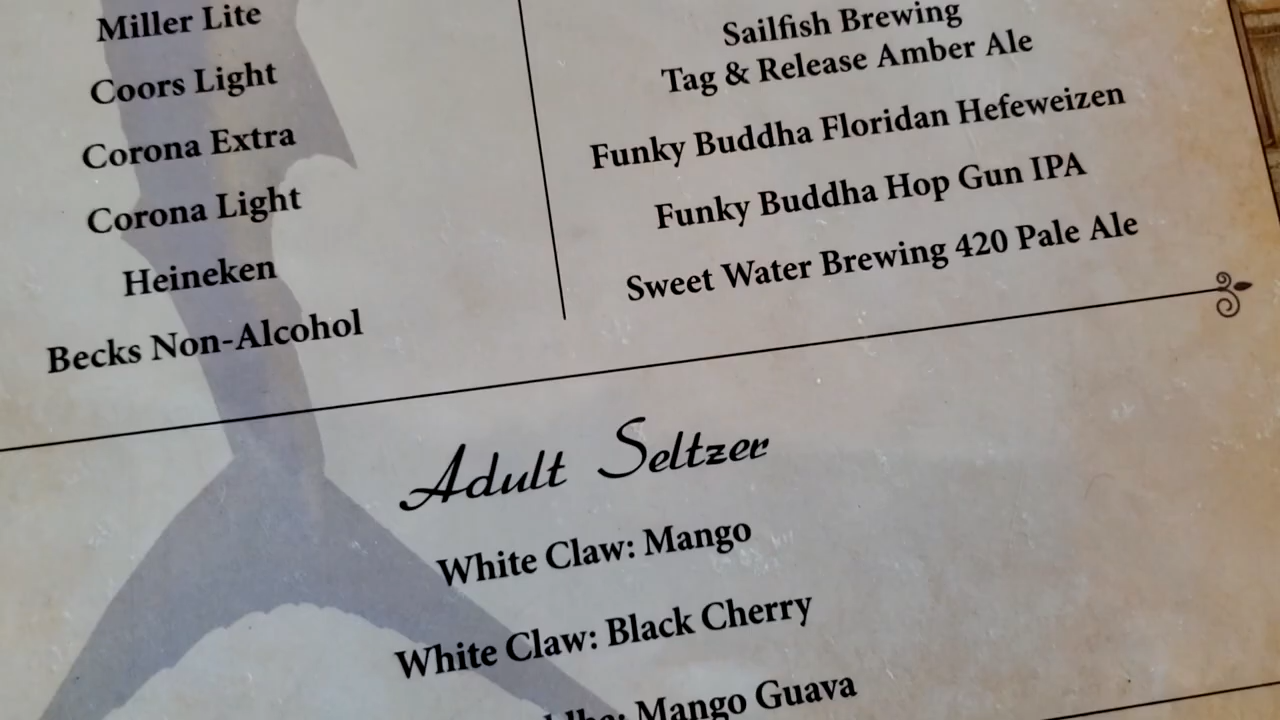 Miller Lite
Coors Light
Corona Extra
Corona Light
Heineken
Becks Non-Alcohol
Sailfish Brewing
Tag & Release Amber Ale
Funky Buddha Floridan Hefeweizen
Funky Buddha Hop Gun IPA
Sweet Water Brewing 420 Pale Ale
Adult Seltzer
White Claw: Mango
White Claw: Black Cherry
Mango Guava